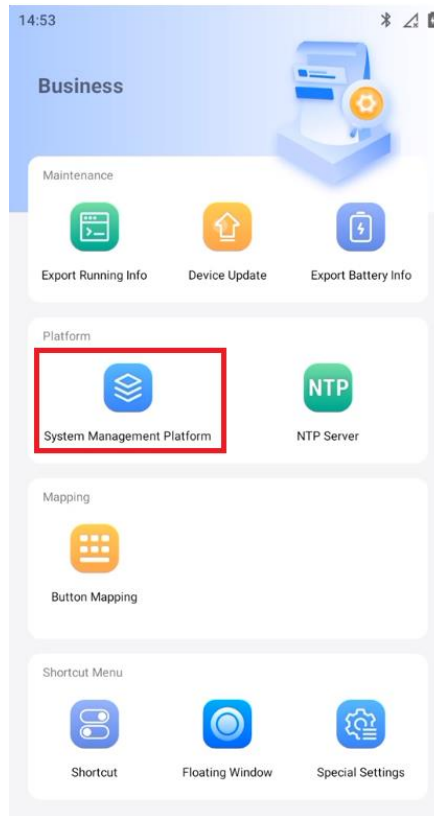 14:53
Business
Maintenance
Export Running Info
Device Update
Export Battery Info
Platform
System Management Platform
NTP
NTP Server
Mapping
Button Mapping
Shortcut Menu
Shortcut
Floating Window
Special Settings